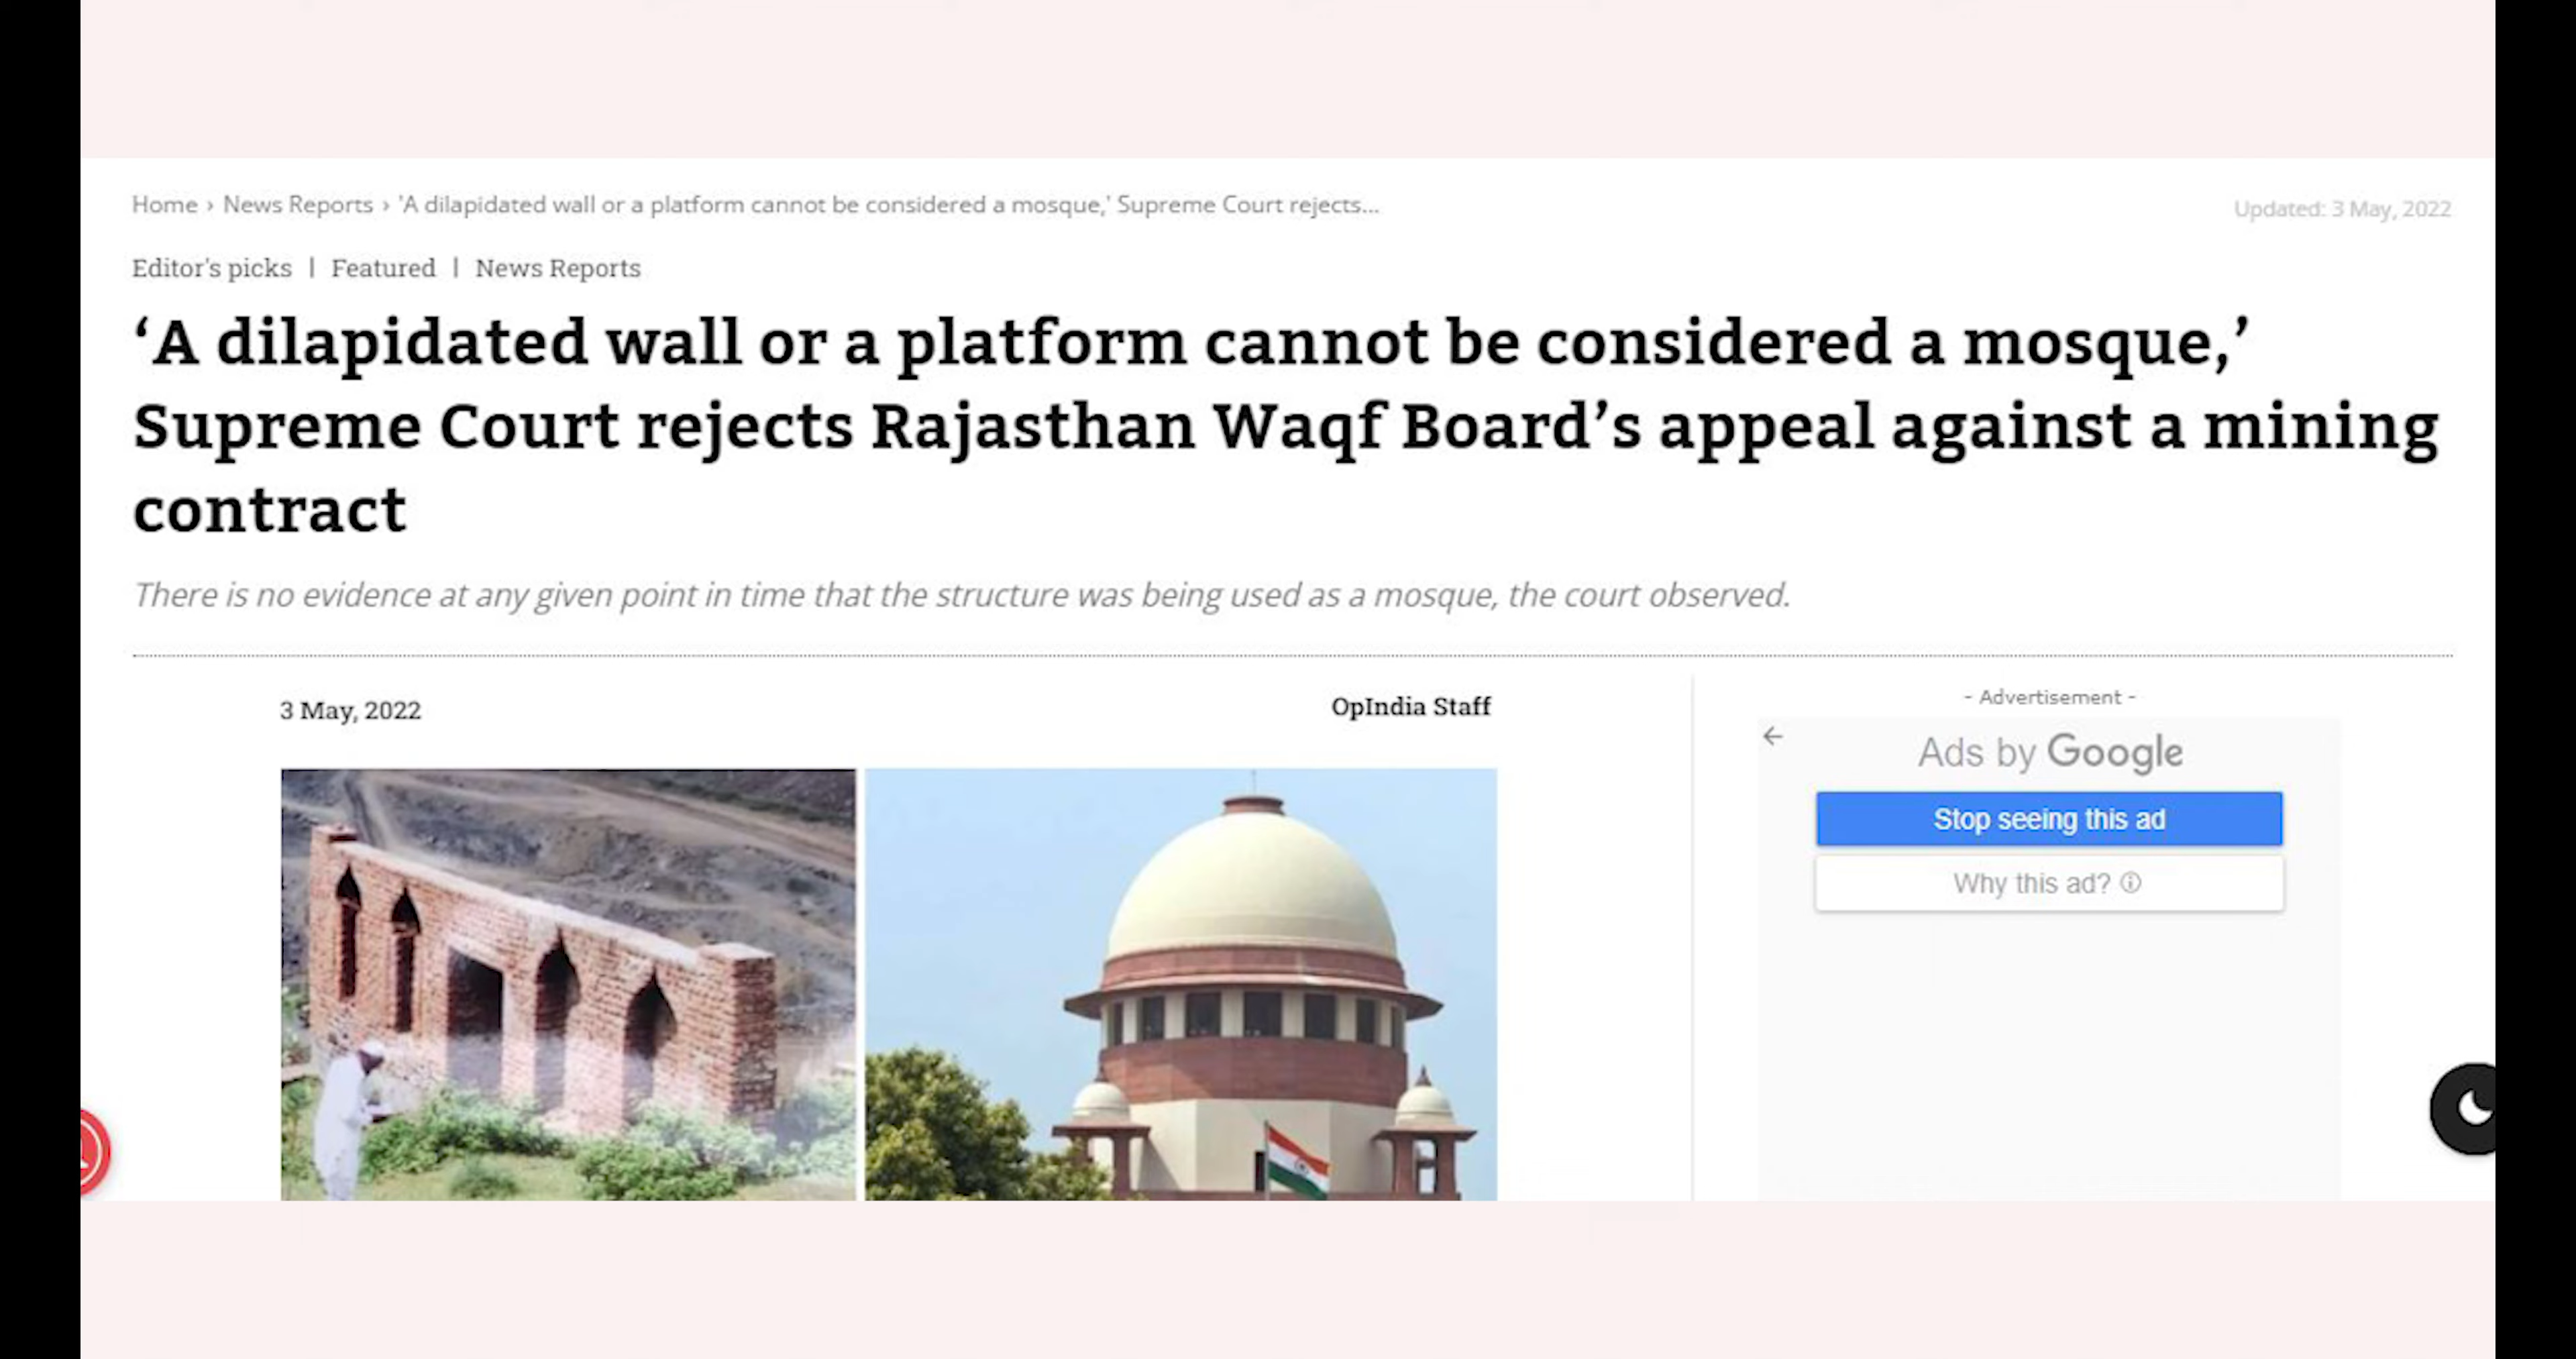 Home › News Reports › 'A dilapidated wall or a platform cannot be considered a mosque,' Supreme Court rejects...
Updated: 3 May, 2022
Editor's picks | Featured | News Reports
‘A dilapidated wall or a platform cannot be considered a mosque,’
Supreme Court rejects Rajasthan Waqf Board’s appeal against a mining
contract
There is no evidence at any given point in time that the structure was being used as a mosque, the court observed.
3 May, 2022
OpIndia Staff
- Advertisement -
Ads by Google
Stop seeing this ad
Why this ad?